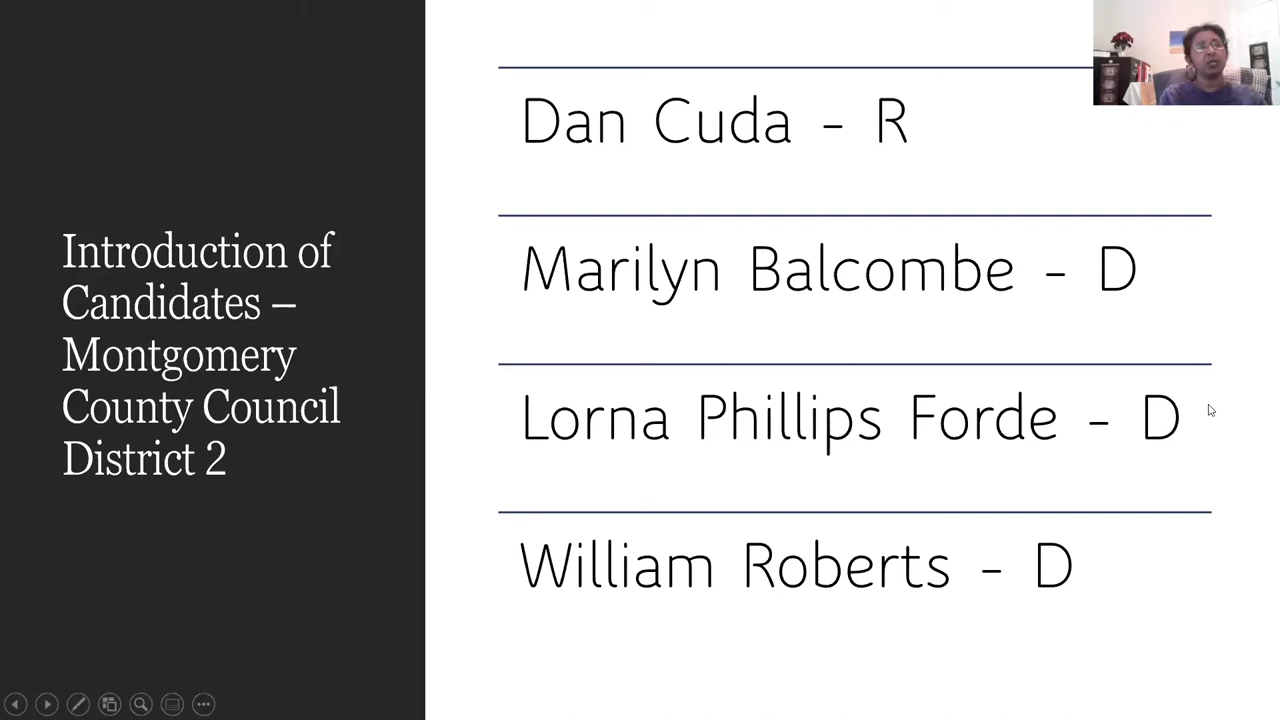 Introduction of
Candidates –
Montgomery
County Council
District 2
Dan Cuda - R
Marilyn Balcombe - D
Lorna Phillips Forde - D
William Roberts - D